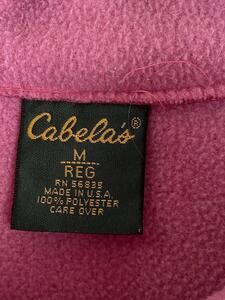 Cabela's®
M
REG
RN 56835
MADE IN U.S.A.
100% POLYESTER
CARE OVER